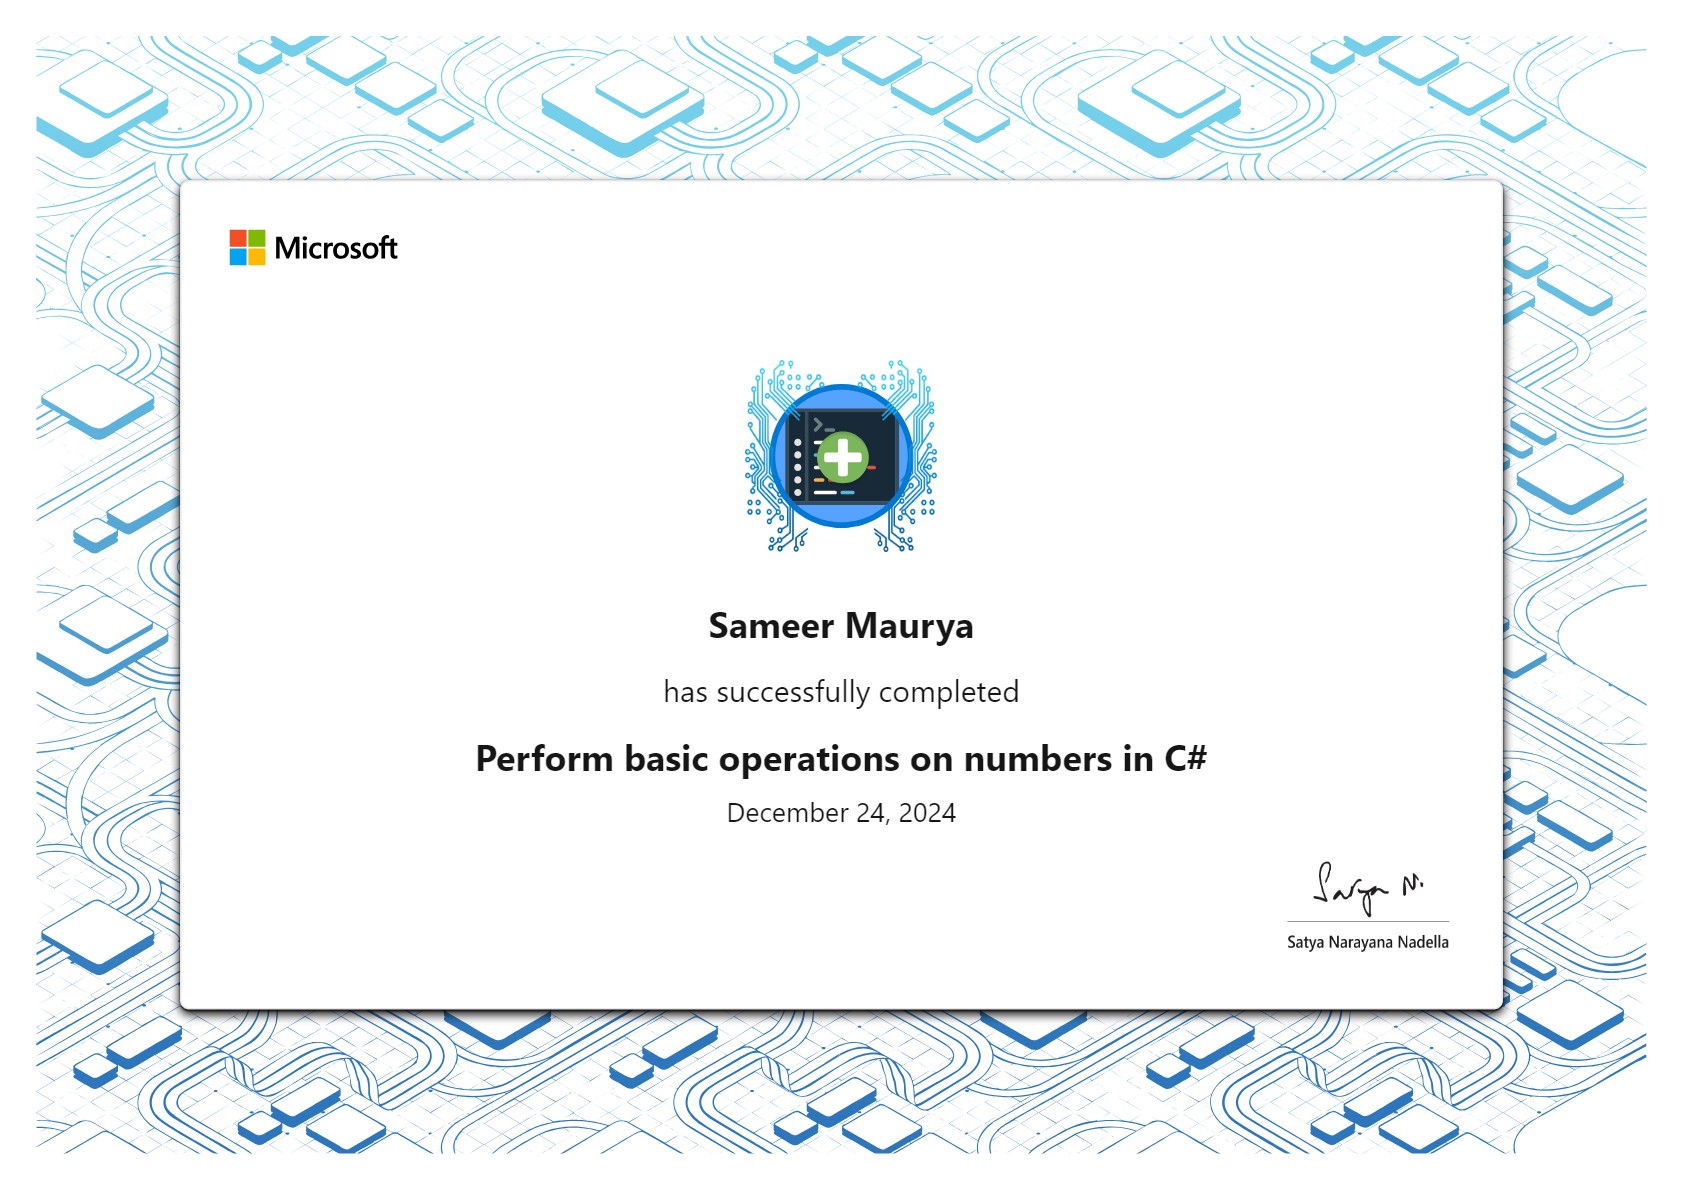 Microsoft
Sameer Maurya
has successfully completed
Perform basic operations on numbers in C#
December 24, 2024
Satya N.
Satya Narayana Nadella